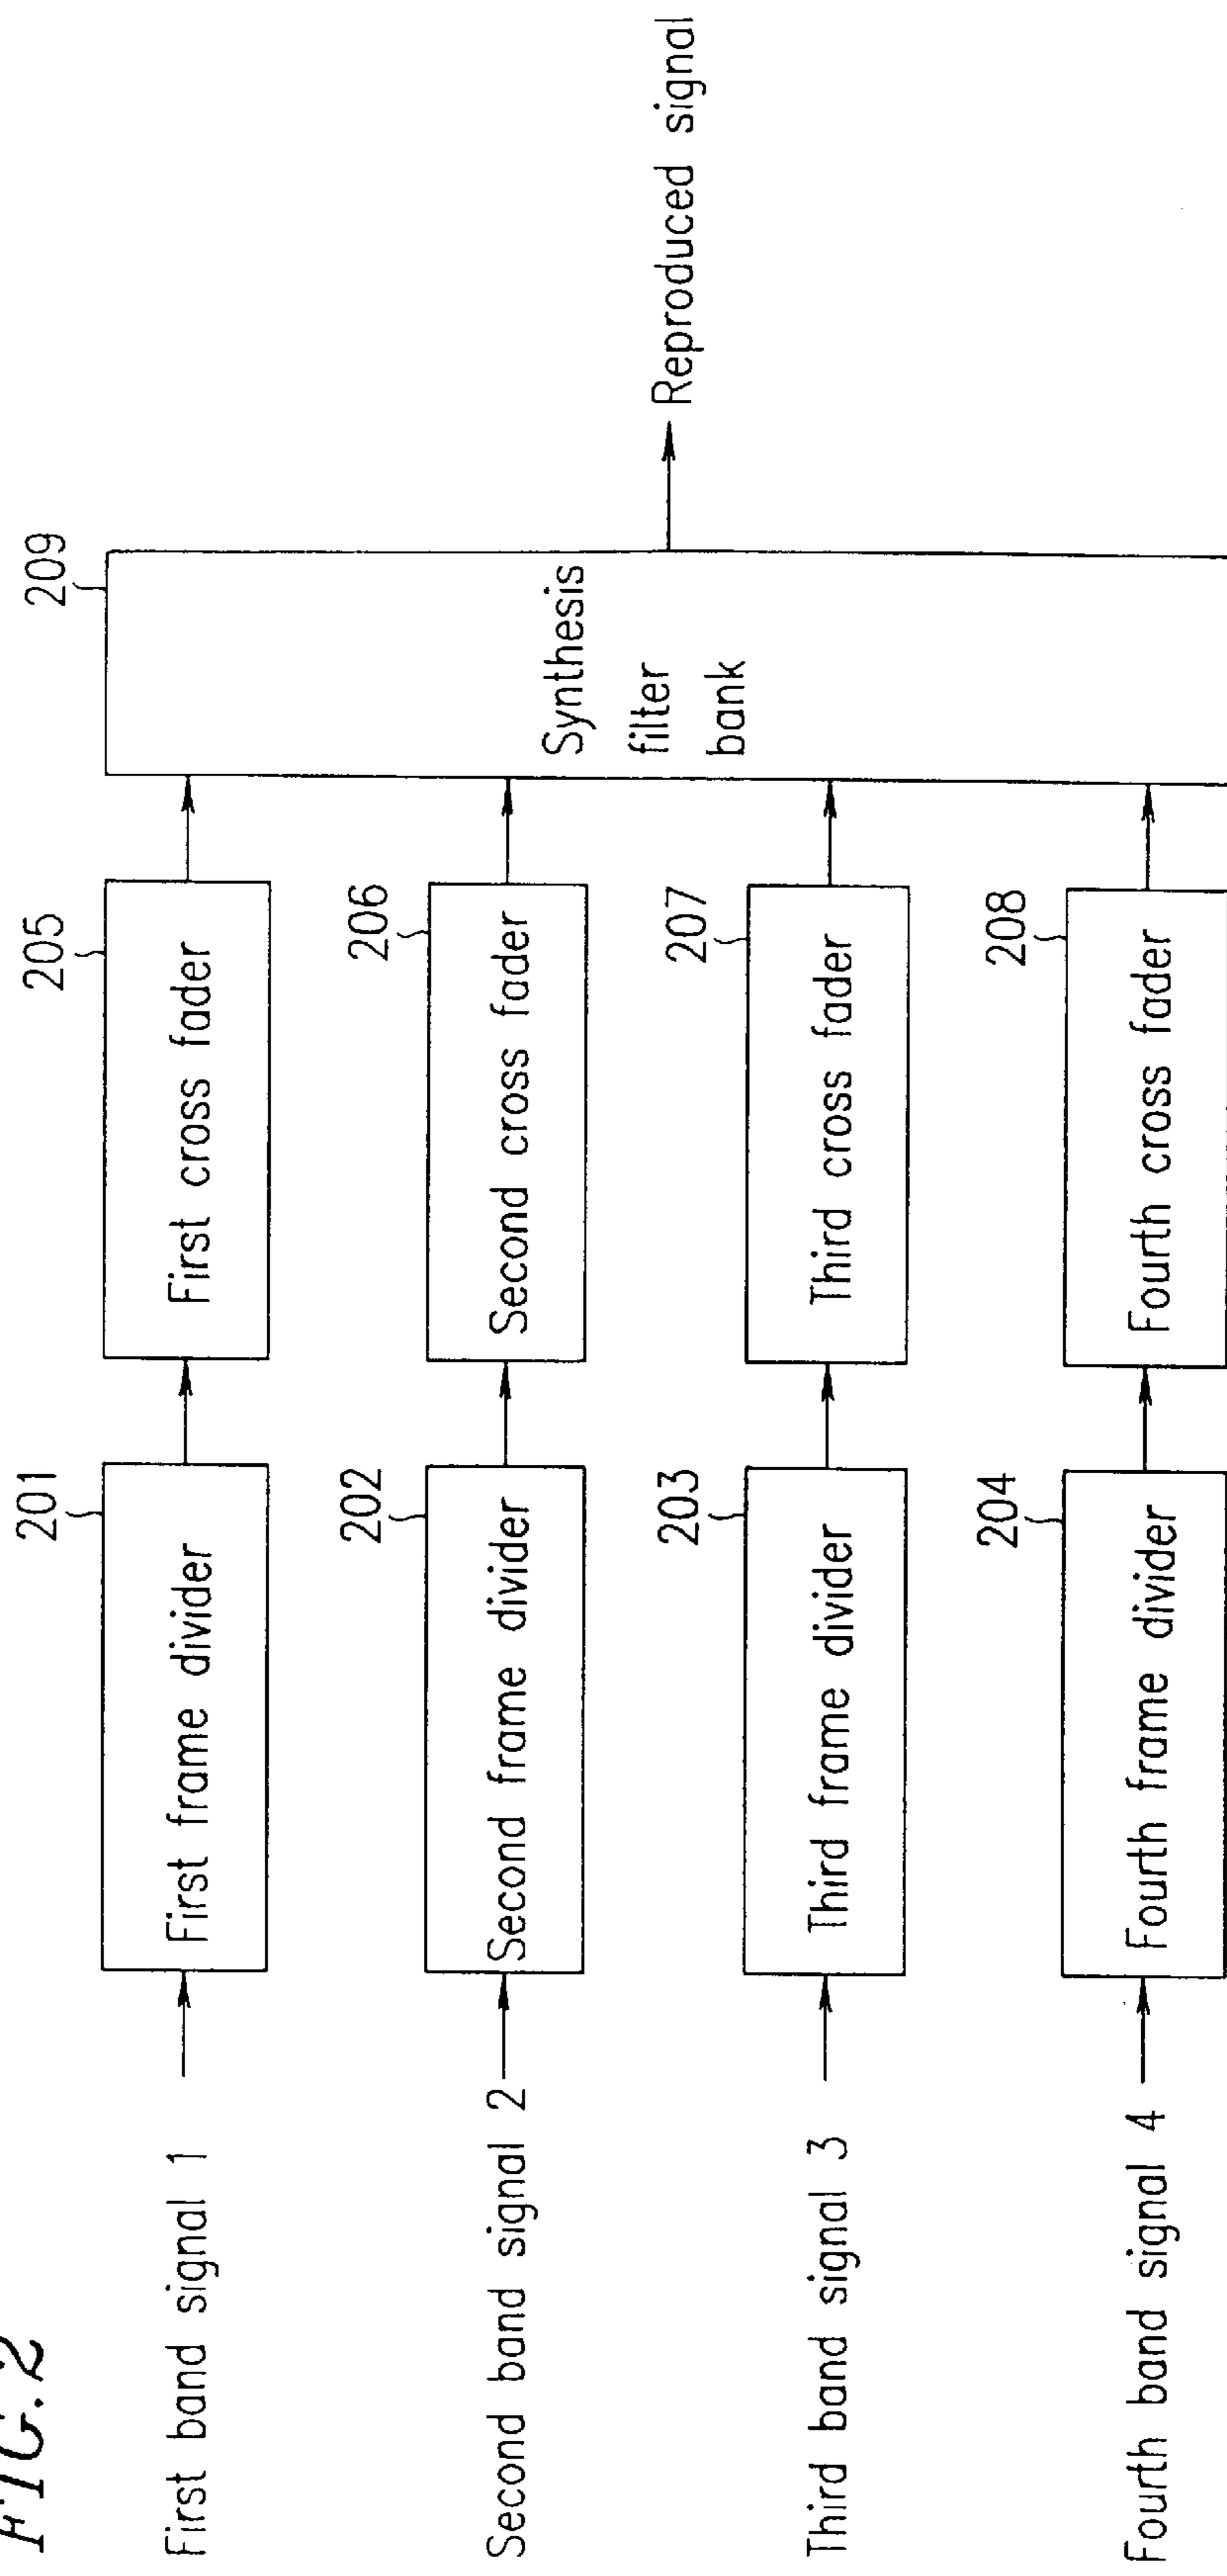 FIG.2
First band signal 1
201
First frame divider
205
First cross fader
209
Synthesis
filter
bank
Reproduced signal
Second band signal 2
202
Second frame divider
206
Second cross fader
Third band signal 3
203
Third frame divider
207
Third cross fader
Fourth band signal 4
204
Fourth frame divider
208
Fourth cross fader